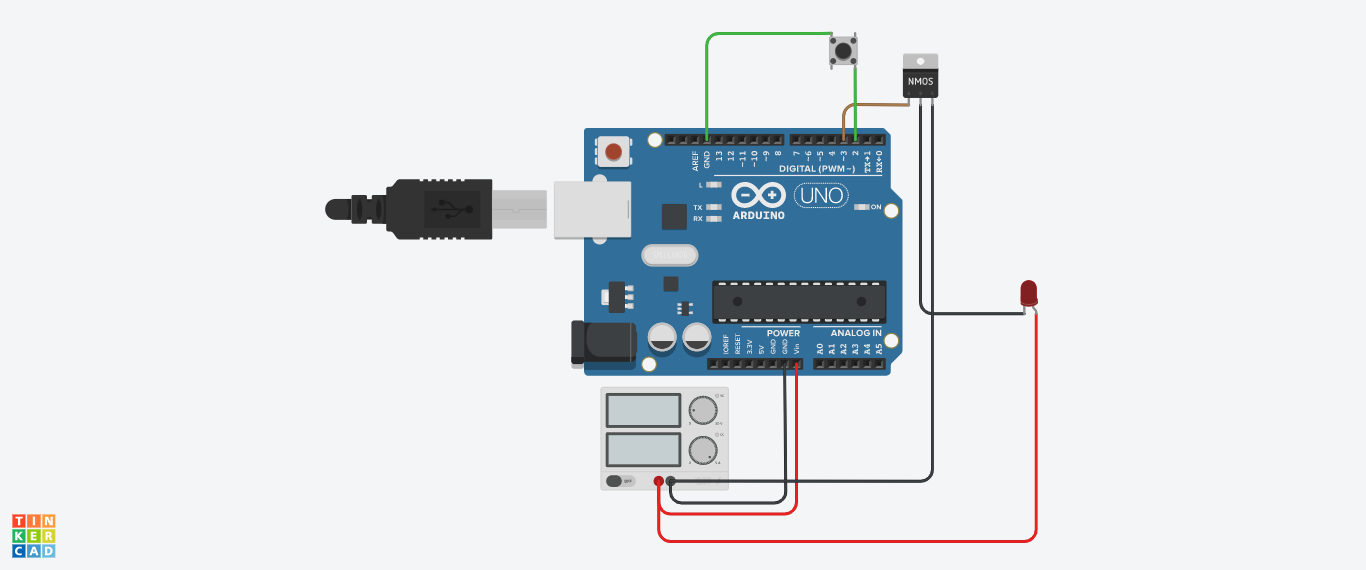 NMOS
AREF
GND
13
12
~11
~10
~9
8
7
~6
~5
4
~3
2
TX→1
RX←0
DIGITAL (PWM~)
L
TX
RX
UNO
ON
ARDUINO
POWER
ANALOG IN
IOREF
RESET
3.3V
5V
GND
GND
Vin
A0
A1
A2
A3
A4
A5
OFF
TIN
KER
CAD